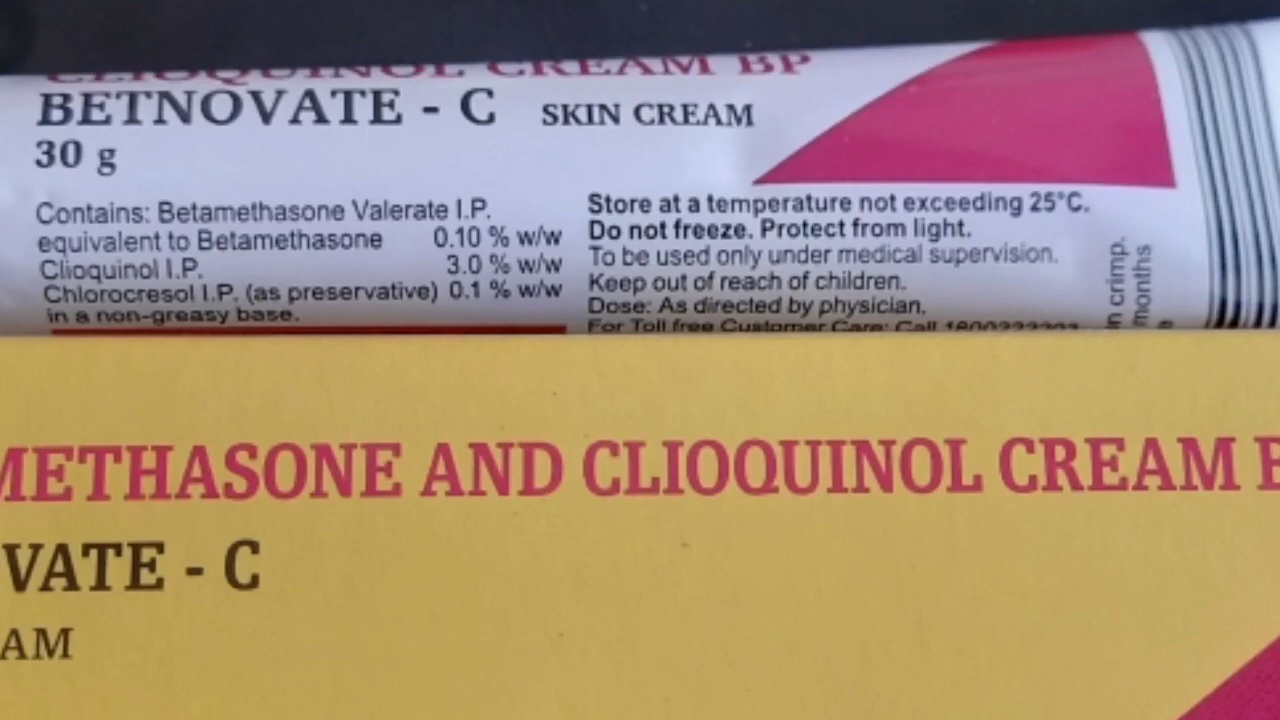 CLIOQUINOL CREAM BP
BETNOVATE - C SKIN CREAM
30 g
Contains: Betamethasone Valerate I.P.
equivalent to Betamethasone 0.10 % w/w
Clioquinol I.P. 3.0 % w/w
Chlorocresol I.P. (as preservative) 0.1 % w/w
in a non-greasy base.
Store at a temperature not exceeding 25°C.
Do not freeze. Protect from light.
To be used only under medical supervision.
Keep out of reach of children.
Dose: As directed by physician.
For Toll free Customer Care: Call
n crimp.
months
METHASONE AND CLIOQUINOL CREAM B
VATE - C
AM